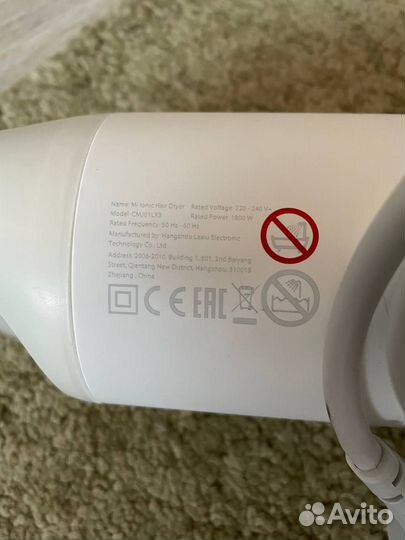 Name: Mi Ionic Hair Dryer Rated Voltage: 220 - 240 V~
Model: CMJ01LX3 Rated Power 1800 W
Rated Frequency: 50 Hz - 60 Hz
Manufactured by: Hangzhou Lexiu Electronic
Technology Co., Ltd.
Address: 2006-2010, Building 1, 601, 2nd Baiyang
Street, Qiantang New District, Hangzhou, 310018
Zhejiang, China
CE EAC
Avito